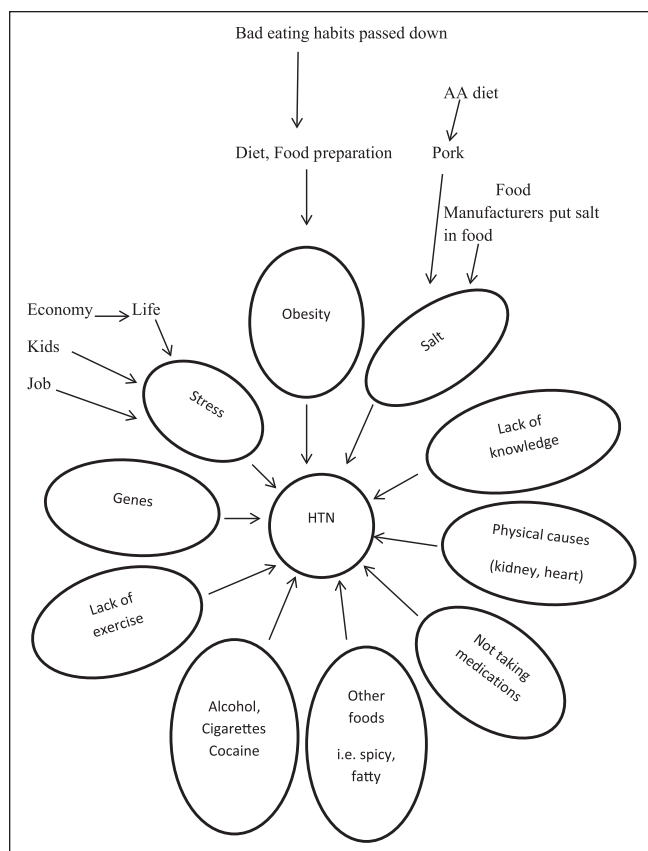 Bad eating habits passed down
AA diet
Diet, Food preparation
Pork
Food
Manufacturers put salt
in food
Economy
Life
Kids
Job
Obesity
Salt
Stress
Lack of
knowledge
Genes
HTN
Physical causes
(kidney, heart)
Lack of
exercise
Not taking
medications
Alcohol,
Cigarettes
Cocaine
Other
foods
i.e. spicy,
fatty